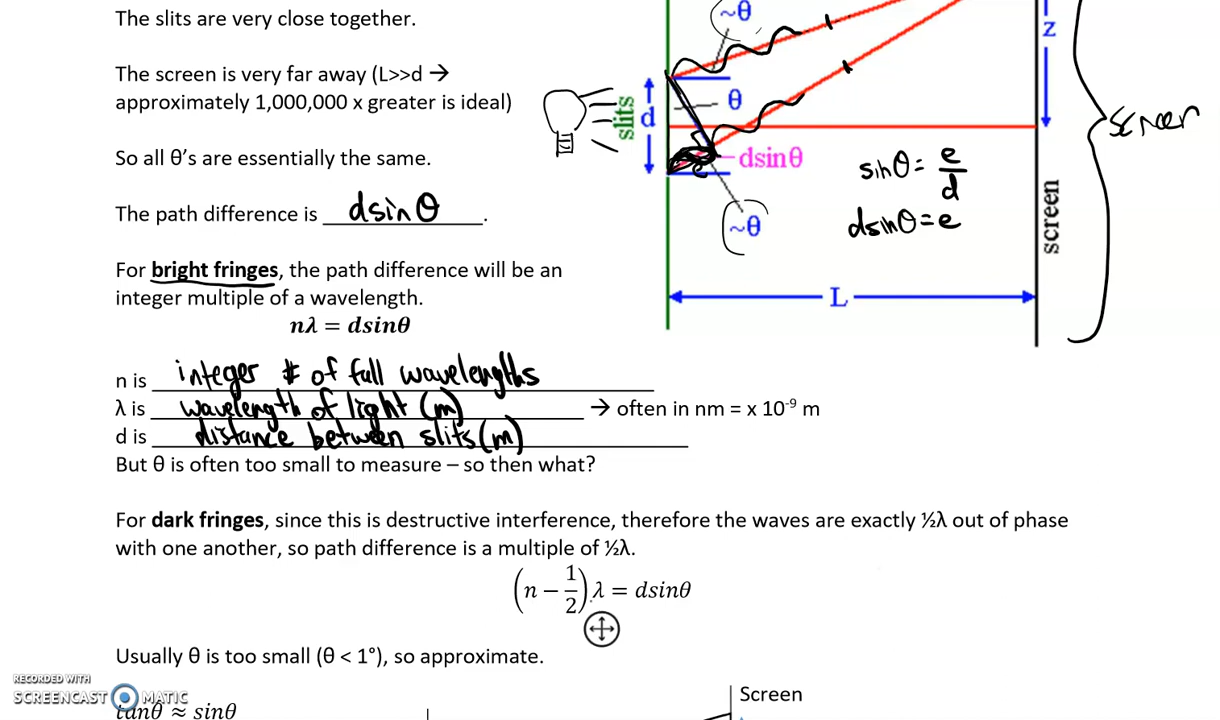 The slits are very close together.
The screen is very far away (L>>d →
approximately 1,000,000 x greater is ideal)
So all θ's are essentially the same.
The path difference is dsinθ.
For bright fringes, the path difference will be an
integer multiple of a wavelength.
nλ = dsinθ
n is integer # of full wavelengths
λ is wavelength of light (m) → often in nm = x 10⁻⁹ m
d is distance between slits (m)
But θ is often too small to measure – so then what?
~θ
z
θ
slits
d
dsinθ
e
~θ
sinθ = e/d
dsinθ = e
L
screen
screen
For dark fringes, since this is destructive interference, therefore the waves are exactly ½λ out of phase
with one another, so path difference is a multiple of ½λ.
(n − 1/2)λ = dsinθ
Usually θ is too small (θ < 1°), so approximate.
tanθ ≈ sinθ
Screen
RECORDED WITH
SCREENCAST MATIC